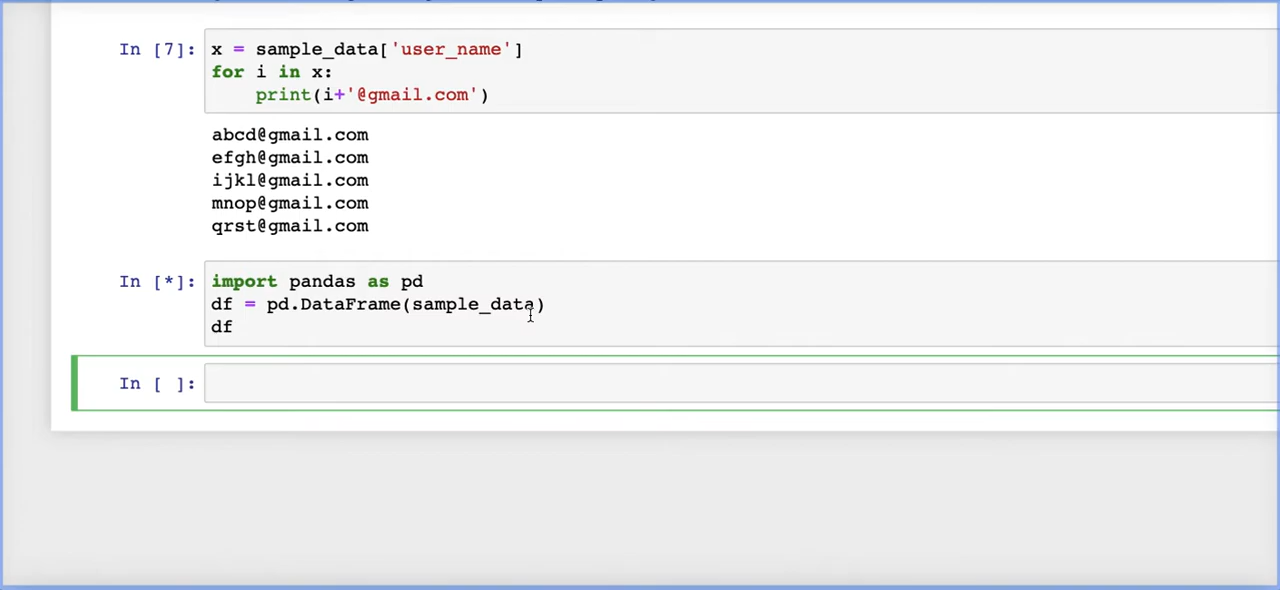 In [7]: x = sample_data['user_name']
for i in x:
    print(i+'@gmail.com')
abcd@gmail.com
efgh@gmail.com
ijkl@gmail.com
mnop@gmail.com
qrst@gmail.com
In [*]: import pandas as pd
df = pd.DataFrame(sample_data)
df
In [ ]: